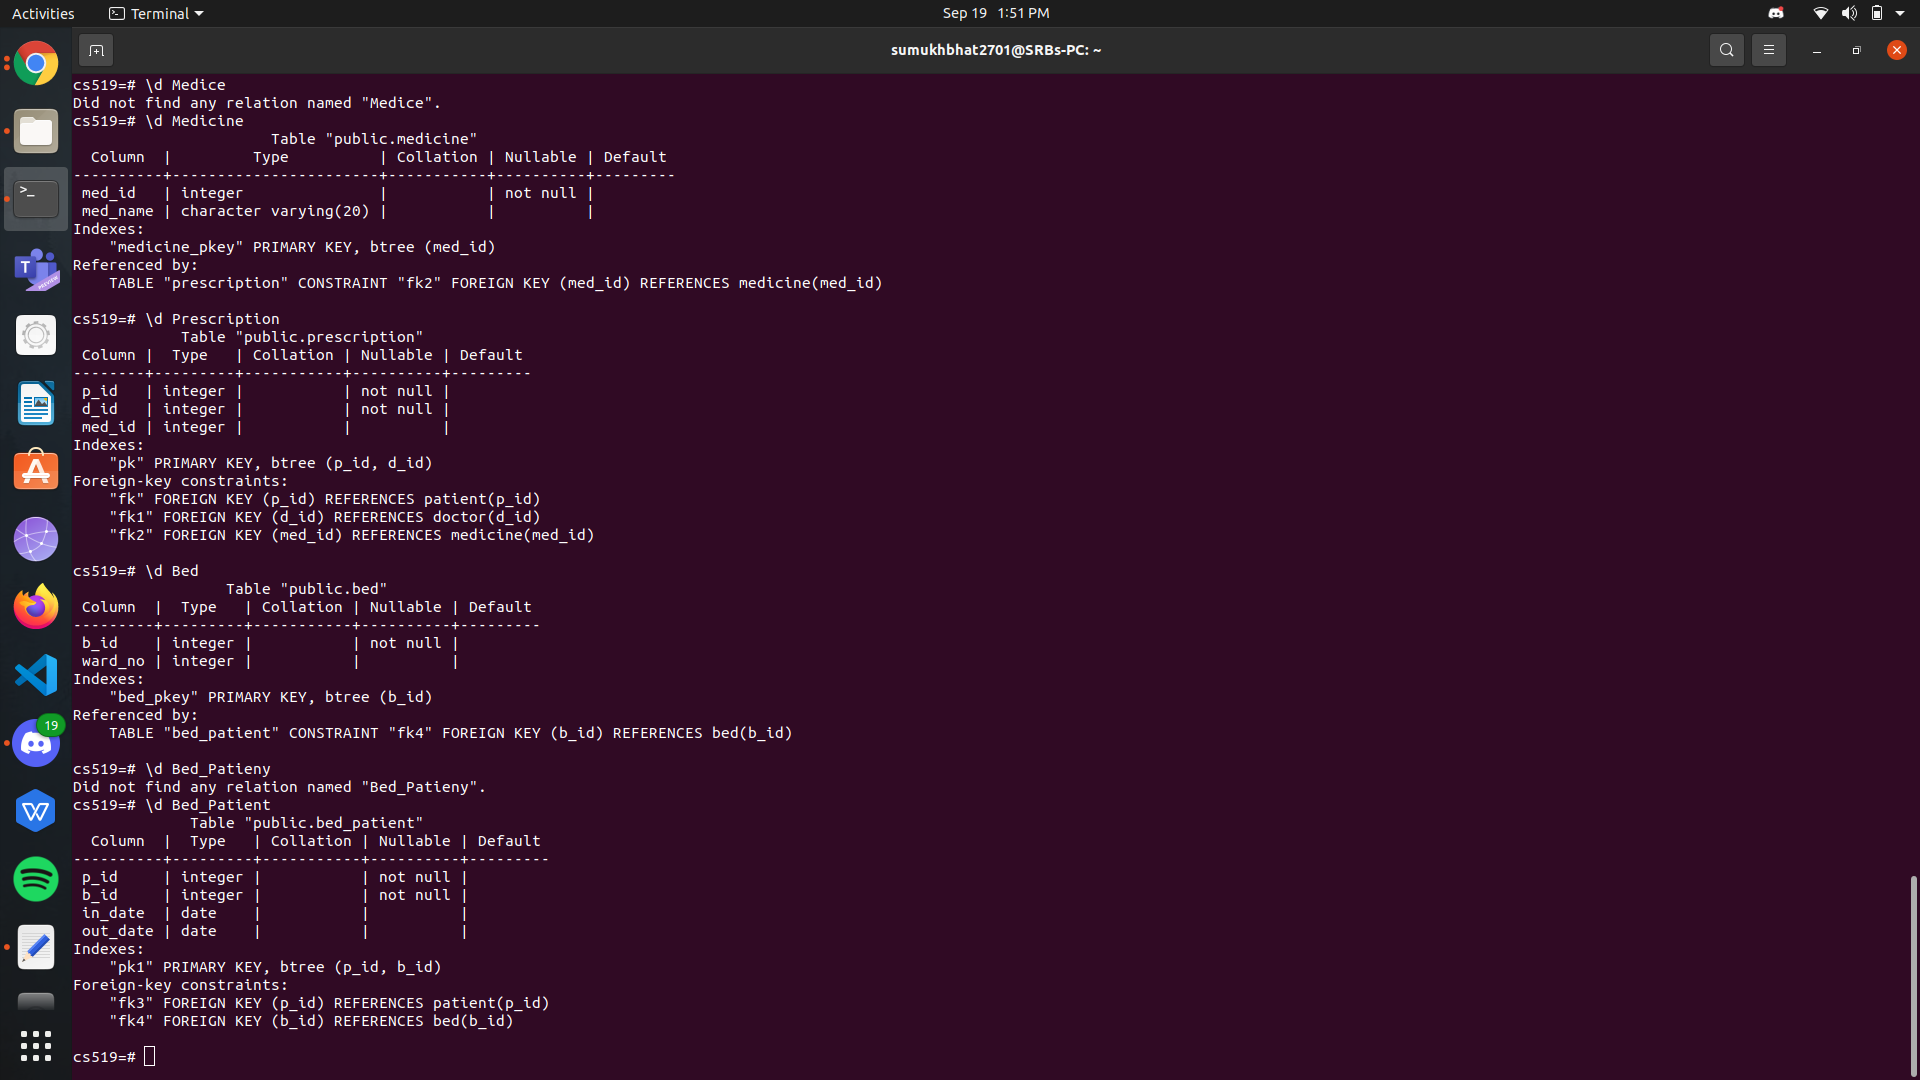 Activities Terminal Sep 19 1:51 PM
sumukhbhat2701@SRBs-PC: ~
cs519=# \d Medice
Did not find any relation named "Medice".
cs519=# \d Medicine
                      Table "public.medicine"
  Column  |         Type          | Collation | Nullable | Default
----------+-----------------------+-----------+----------+---------
 med_id   | integer               |           | not null |
 med_name | character varying(20) |           |          |
Indexes:
    "medicine_pkey" PRIMARY KEY, btree (med_id)
Referenced by:
    TABLE "prescription" CONSTRAINT "fk2" FOREIGN KEY (med_id) REFERENCES medicine(med_id)

cs519=# \d Prescription
            Table "public.prescription"
 Column |  Type   | Collation | Nullable | Default
--------+---------+-----------+----------+---------
 p_id   | integer |           | not null |
 d_id   | integer |           | not null |
 med_id | integer |           |          |
Indexes:
    "pk" PRIMARY KEY, btree (p_id, d_id)
Foreign-key constraints:
    "fk" FOREIGN KEY (p_id) REFERENCES patient(p_id)
    "fk1" FOREIGN KEY (d_id) REFERENCES doctor(d_id)
    "fk2" FOREIGN KEY (med_id) REFERENCES medicine(med_id)

cs519=# \d Bed
                 Table "public.bed"
 Column  |  Type   | Collation | Nullable | Default
---------+---------+-----------+----------+---------
 b_id    | integer |           | not null |
 ward_no | integer |           |          |
Indexes:
    "bed_pkey" PRIMARY KEY, btree (b_id)
Referenced by:
    TABLE "bed_patient" CONSTRAINT "fk4" FOREIGN KEY (b_id) REFERENCES bed(b_id)

cs519=# \d Bed_Patieny
Did not find any relation named "Bed_Patieny".
cs519=# \d Bed_Patient
             Table "public.bed_patient"
  Column  |  Type   | Collation | Nullable | Default
----------+---------+-----------+----------+---------
 p_id     | integer |           | not null |
 b_id     | integer |           | not null |
 in_date  | date    |           |          |
 out_date | date    |           |          |
Indexes:
    "pk1" PRIMARY KEY, btree (p_id, b_id)
Foreign-key constraints:
    "fk3" FOREIGN KEY (p_id) REFERENCES patient(p_id)
    "fk4" FOREIGN KEY (b_id) REFERENCES bed(b_id)

cs519=#
>_
T
PREVIEW
19
W